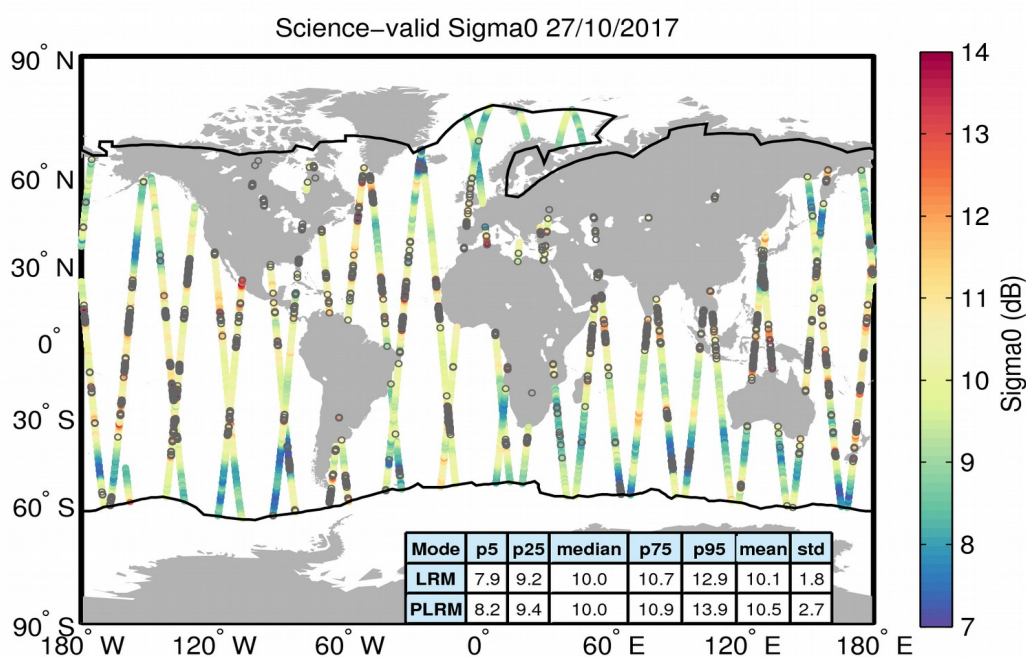 Science−valid Sigma0 27/10/2017
90° N
60° N
30° N
0°
30° S
60° S
90° S
180° W
120° W
60° W
0°
60° E
120° E
180° E
14
13
12
11
10
9
8
7
Sigma0 (dB)
Mode p5 p25 median p75 p95 mean std
LRM 7.9 9.2 10.0 10.7 12.9 10.1 1.8
PLRM 8.2 9.4 10.0 10.9 13.9 10.5 2.7